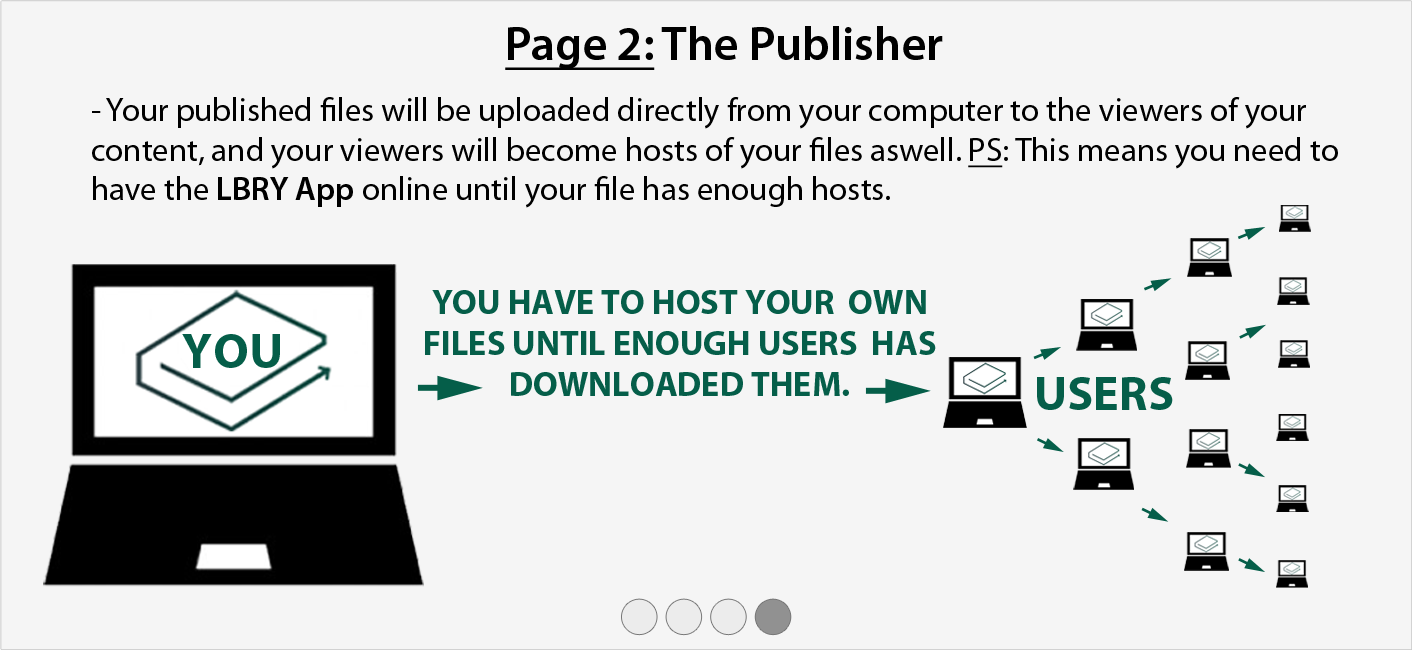 Page 2: The Publisher
- Your published files will be uploaded directly from your computer to the viewers of your
content, and your viewers will become hosts of your files aswell. PS: This means you need to
have the LBRY App online until your file has enough hosts.
YOU
YOU HAVE TO HOST YOUR OWN
FILES UNTIL ENOUGH USERS HAS
DOWNLOADED THEM.
USERS